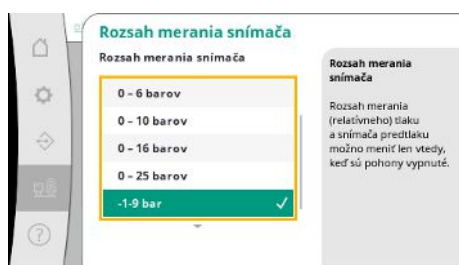 Rozsah merania snímača
Rozsah merania snímača
0 – 6 barov
0 – 10 barov
0 – 16 barov
0 – 25 barov
-1-9 bar
Rozsah merania
snímača
Rozsah merania
(relatívneho) tlaku
a snímača predtlaku
možno meniť len vtedy,
keď sú pohony vypnuté.